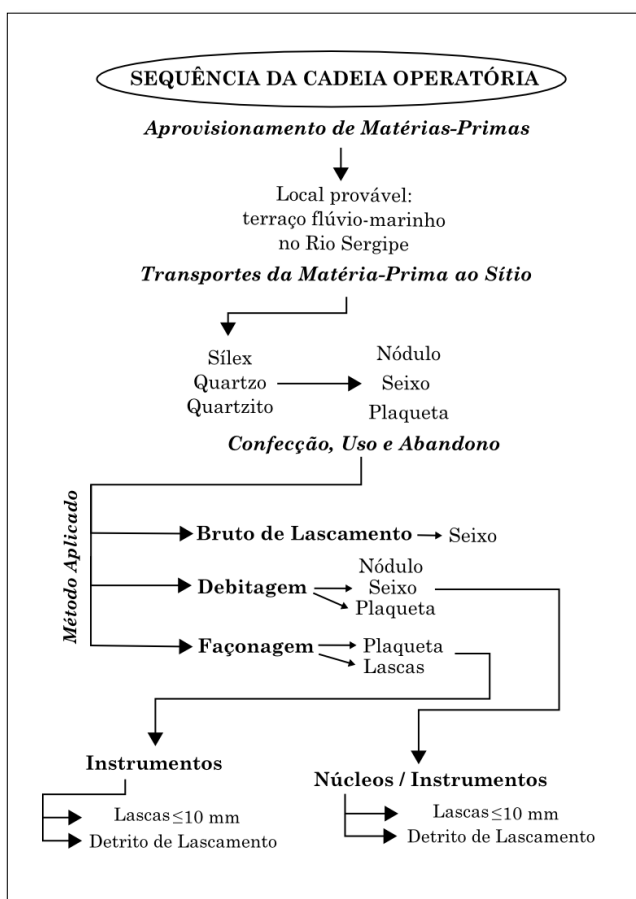 SEQUÊNCIA DA CADEIA OPERATÓRIA
Aprovisionamento de Matérias-Primas
Local provável:
terraço flúvio-marinho
no Rio Sergipe
Transportes da Matéria-Prima ao Sítio
Sílex
Quartzo
Quartzito
Nódulo
Seixo
Plaqueta
Confecção, Uso e Abandono
Método Aplicado
Bruto de Lascamento
Seixo
Debitagem
Nódulo
Seixo
Plaqueta
Façonagem
Plaqueta
Lascas
Instrumentos
Lascas ≤10 mm
Detrito de Lascamento
Núcleos / Instrumentos
Lascas ≤10 mm
Detrito de Lascamento